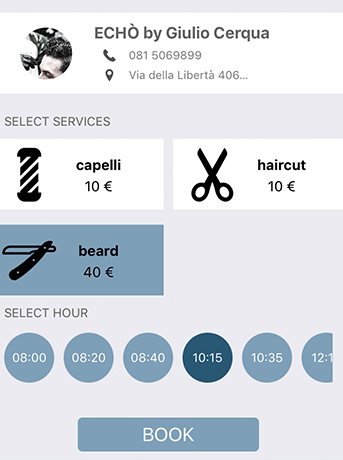 ECHÒ by Giulio Cerqua
081 5069899
Via della Libertà 406...
SELECT SERVICES
capelli
10 €
haircut
10 €
beard
40 €
SELECT HOUR
08:00 08:20 08:40 10:15 10:35 12:1
BOOK